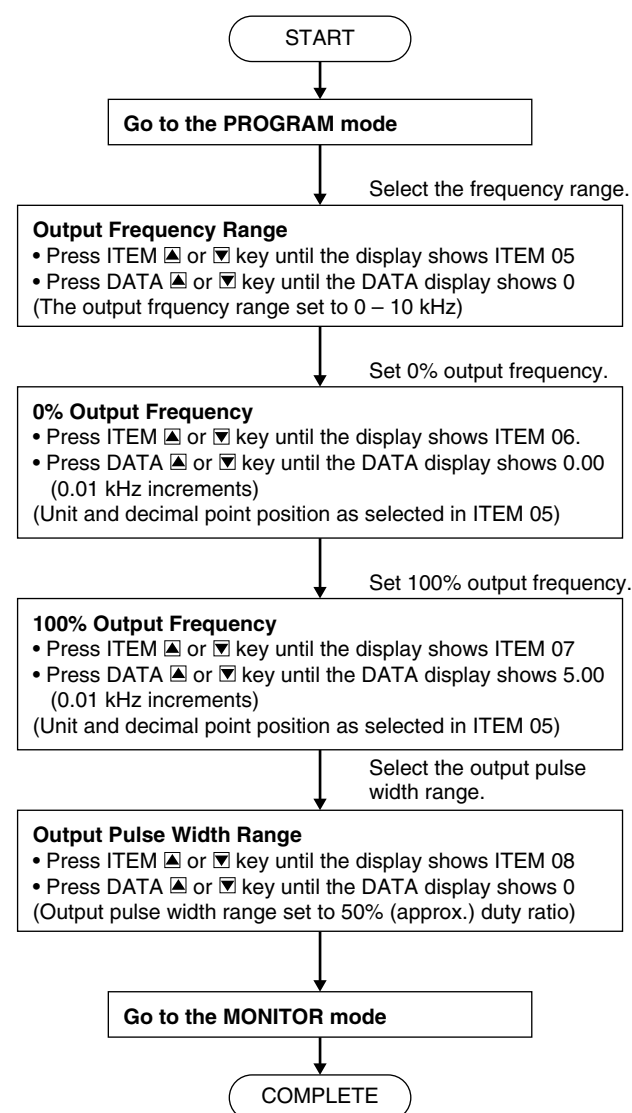 START
Go to the PROGRAM mode
Select the frequency range.
Output Frequency Range
• Press ITEM ▲ or ▼ key until the display shows ITEM 05
• Press DATA ▲ or ▼ key until the DATA display shows 0
(The output frquency range set to 0 – 10 kHz)
Set 0% output frequency.
0% Output Frequency
• Press ITEM ▲ or ▼ key until the display shows ITEM 06.
• Press DATA ▲ or ▼ key until the DATA display shows 0.00
(0.01 kHz increments)
(Unit and decimal point position as selected in ITEM 05)
Set 100% output frequency.
100% Output Frequency
• Press ITEM ▲ or ▼ key until the display shows ITEM 07
• Press DATA ▲ or ▼ key until the DATA display shows 5.00
(0.01 kHz increments)
(Unit and decimal point position as selected in ITEM 05)
Select the output pulse
width range.
Output Pulse Width Range
• Press ITEM ▲ or ▼ key until the display shows ITEM 08
• Press DATA ▲ or ▼ key until the DATA display shows 0
(Output pulse width range set to 50% (approx.) duty ratio)
Go to the MONITOR mode
COMPLETE